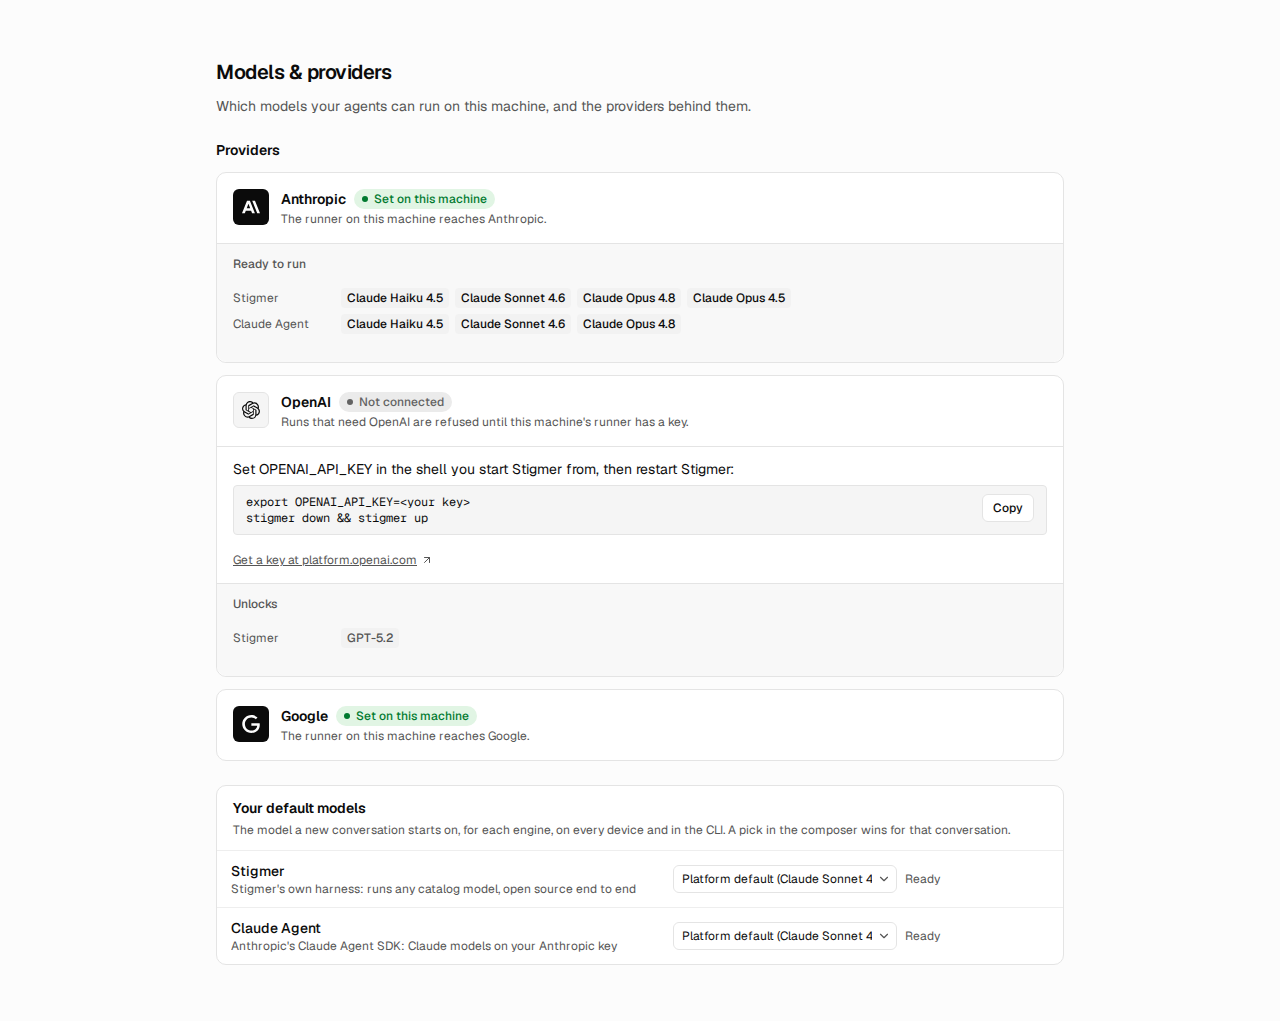 Models & providers
Which models your agents can run on this machine, and the providers behind them.
Providers
Anthropic Set on this machine
The runner on this machine reaches Anthropic.
Ready to run
Stigmer Claude Haiku 4.5 Claude Sonnet 4.6 Claude Opus 4.8 Claude Opus 4.5
Claude Agent Claude Haiku 4.5 Claude Sonnet 4.6 Claude Opus 4.8
OpenAI Not connected
Runs that need OpenAI are refused until this machine's runner has a key.
Set OPENAI_API_KEY in the shell you start Stigmer from, then restart Stigmer:
export OPENAI_API_KEY=<your key>
Copy
stigmer down && stigmer up
Get a key at platform.openai.com
Unlocks
Stigmer GPT-5.2
Google Set on this machine
The runner on this machine reaches Google.
Your default models
The model a new conversation starts on, for each engine, on every device and in the CLI. A pick in the composer wins for that conversation.
Stigmer
Stigmer's own harness: runs any catalog model, open source end to end
Platform default (Claude Sonnet 4 Ready
Claude Agent
Anthropic's Claude Agent SDK: Claude models on your Anthropic key
Platform default (Claude Sonnet 4 Ready